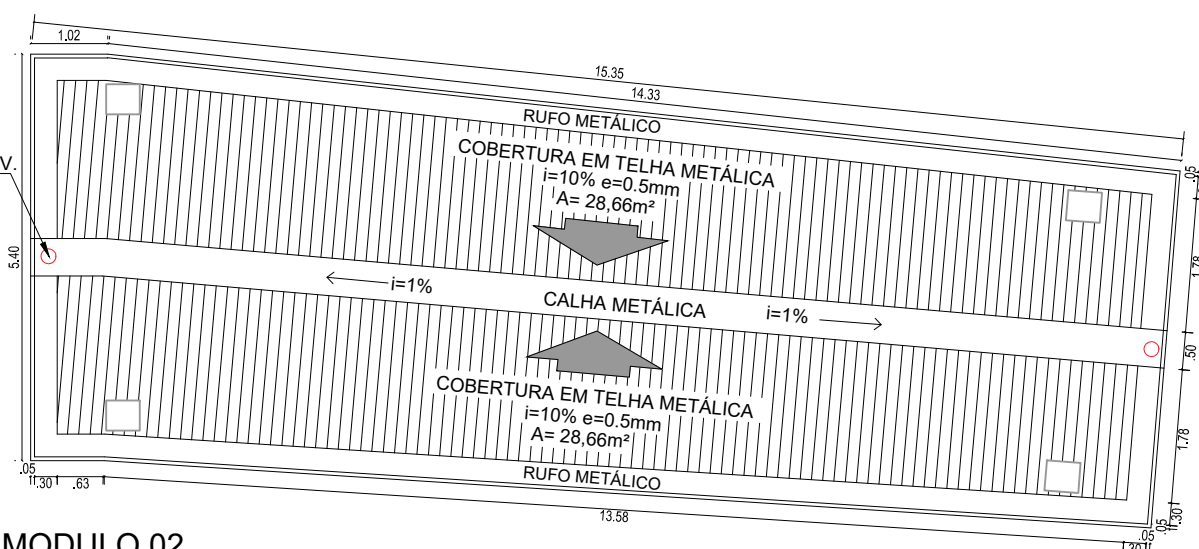 1.02
15.35
14.33
RUFO METÁLICO
COBERTURA EM TELHA METÁLICA
i=10% e=0.5mm
A= 28,66m²
V.
5.40
.05
1.78
i=1%
CALHA METÁLICA
i=1%
.50
COBERTURA EM TELHA METÁLICA
i=10% e=0.5mm
A= 28,66m²
1.78
RUFO METÁLICO
.05
.30
.63
13.58
.30
.05
.05
.30
MODULO 02